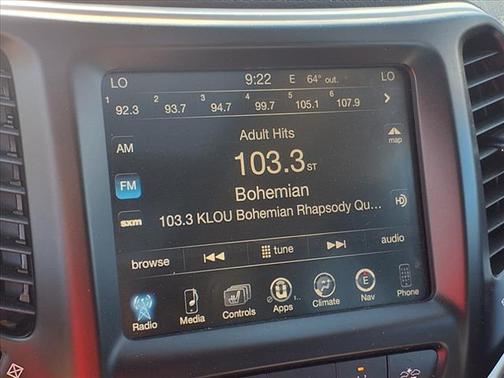 LO 9:22 E 64° out. LO
1 92.3 2 93.7 3 94.7 4 99.7 5 105.1 6 107.9 >
Adult Hits
AM
103.3 ST
map
FM
Bohemian
sxm
103.3 KLOU Bohemian Rhapsody Qu...
HD
browse tune audio
Radio Media Controls Apps Climate E Nav Phone